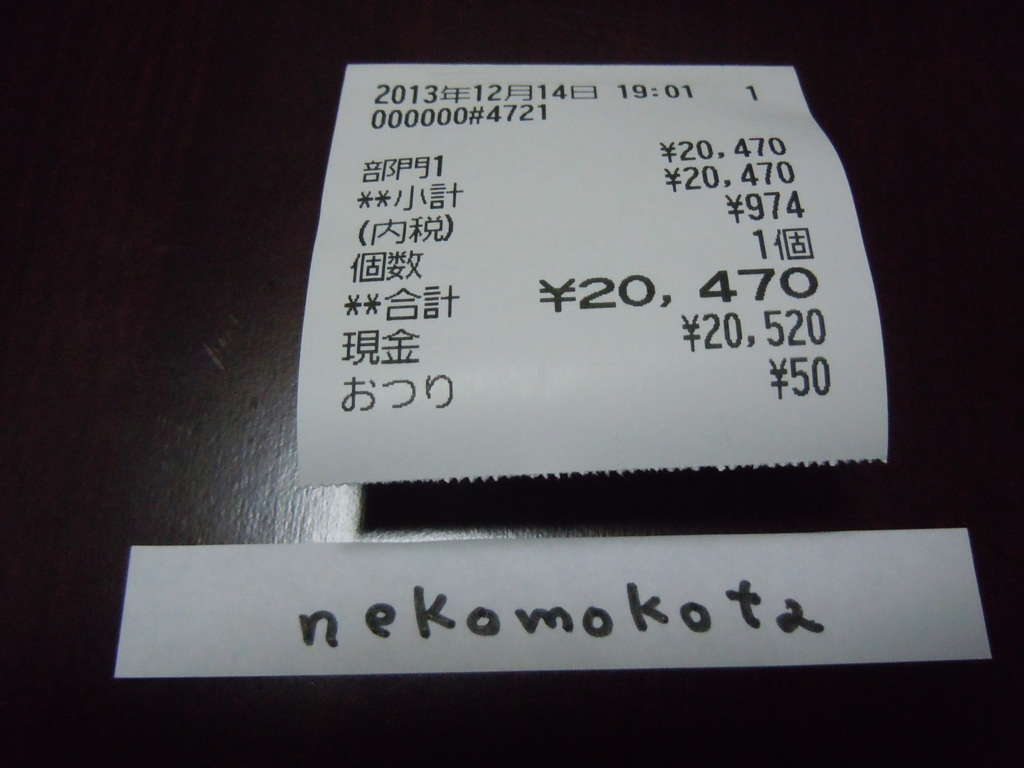 2013年12月14日 19:01 1
000000#4721
部門1 ¥20,470
**小計 ¥20,470
(内税) ¥974
個数 1個
**合計 ¥20,470
現金 ¥20,520
おつり ¥50
nekomokota